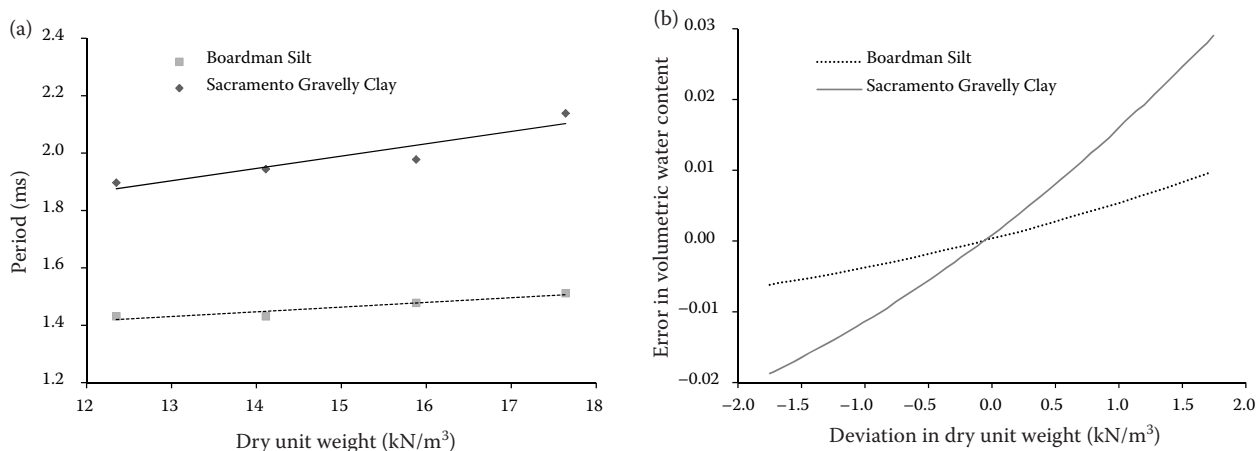 (a)
2.4
2.2
2.0
1.8
1.6
1.4
1.2
Period (ms)
Boardman Silt
Sacramento Gravelly Clay
12 13 14 15 16 17 18
Dry unit weight (kN/m³)
(b)
0.03
0.02
0.01
0.00
−0.01
−0.02
Error in volumetric water content
Boardman Silt
Sacramento Gravelly Clay
−2.0 −1.5 −1.0 −0.5 0.0 0.5 1.0 1.5 2.0
Deviation in dry unit weight (kN/m³)